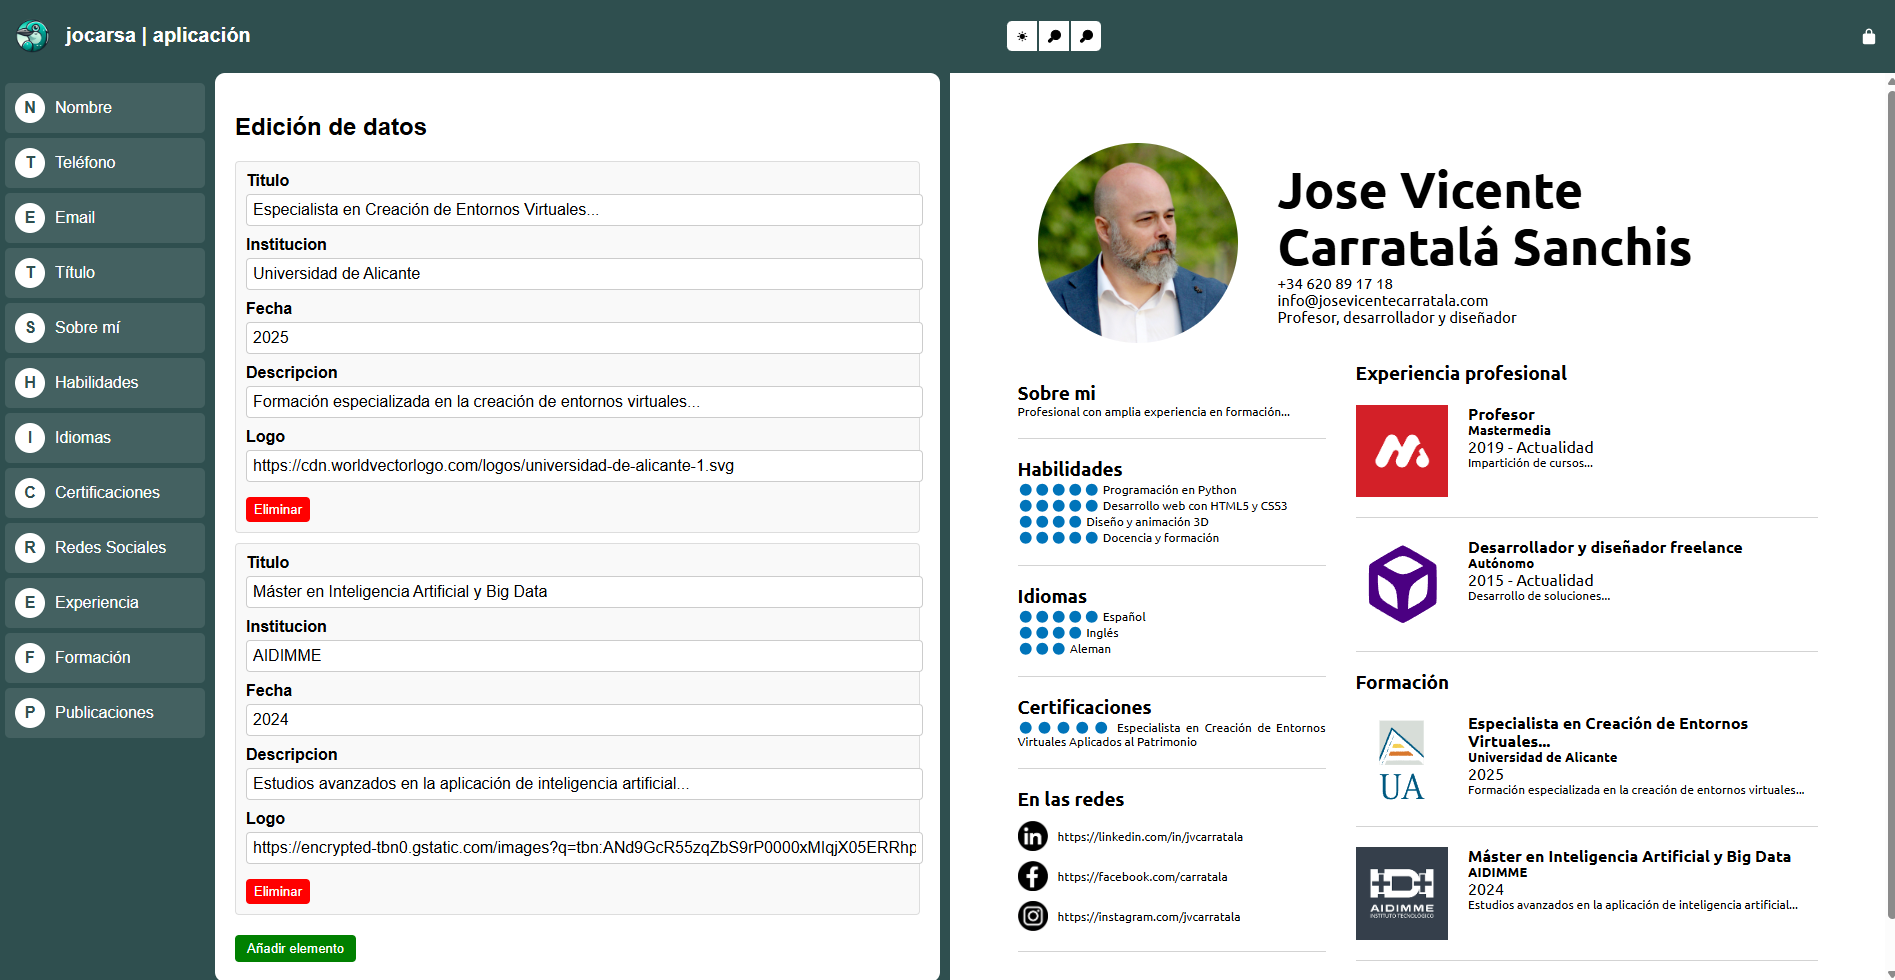 jocarsa | aplicación
N Nombre
T Teléfono
E Email
T Título
S Sobre mí
H Habilidades
I Idiomas
C Certificaciones
R Redes Sociales
E Experiencia
F Formación
P Publicaciones
Edición de datos
Titulo
Especialista en Creación de Entornos Virtuales...
Institucion
Universidad de Alicante
Fecha
2025
Descripcion
Formación especializada en la creación de entornos virtuales...
Logo
https://cdn.worldvectorlogo.com/logos/universidad-de-alicante-1.svg
Eliminar
Titulo
Máster en Inteligencia Artificial y Big Data
Institucion
AIDIMME
Fecha
2024
Descripcion
Estudios avanzados en la aplicación de inteligencia artificial...
Logo
https://encrypted-tbn0.gstatic.com/images?q=tbn:ANd9GcR55zqZbS9rP0000xMIqjX05ERRhp
Eliminar
Añadir elemento
Jose Vicente
Carratalá Sanchis
+34 620 89 17 18
info@josevicentecarratala.com
Profesor, desarrollador y diseñador
Sobre mi
Profesional con amplia experiencia en formación...
Habilidades
Programación en Python
Desarrollo web con HTML5 y CSS3
Diseño y animación 3D
Docencia y formación
Idiomas
Español
Inglés
Aleman
Certificaciones
Especialista en Creación de Entornos
Virtuales Aplicados al Patrimonio
En las redes
https://linkedin.com/in/jvcarratala
https://facebook.com/carratala
https://instagram.com/jvcarratala
Experiencia profesional
Profesor
Mastermedia
2019 - Actualidad
Impartición de cursos...
Desarrollador y diseñador freelance
Autónomo
2015 - Actualidad
Desarrollo de soluciones...
Formación
UA
Especialista en Creación de Entornos
Virtuales...
Universidad de Alicante
2025
Formación especializada en la creación de entornos virtuales...
AIDIMME
INSTITUTO TECNOLÓGICO
Máster en Inteligencia Artificial y Big Data
AIDIMME
2024
Estudios avanzados en la aplicación de inteligencia artificial...